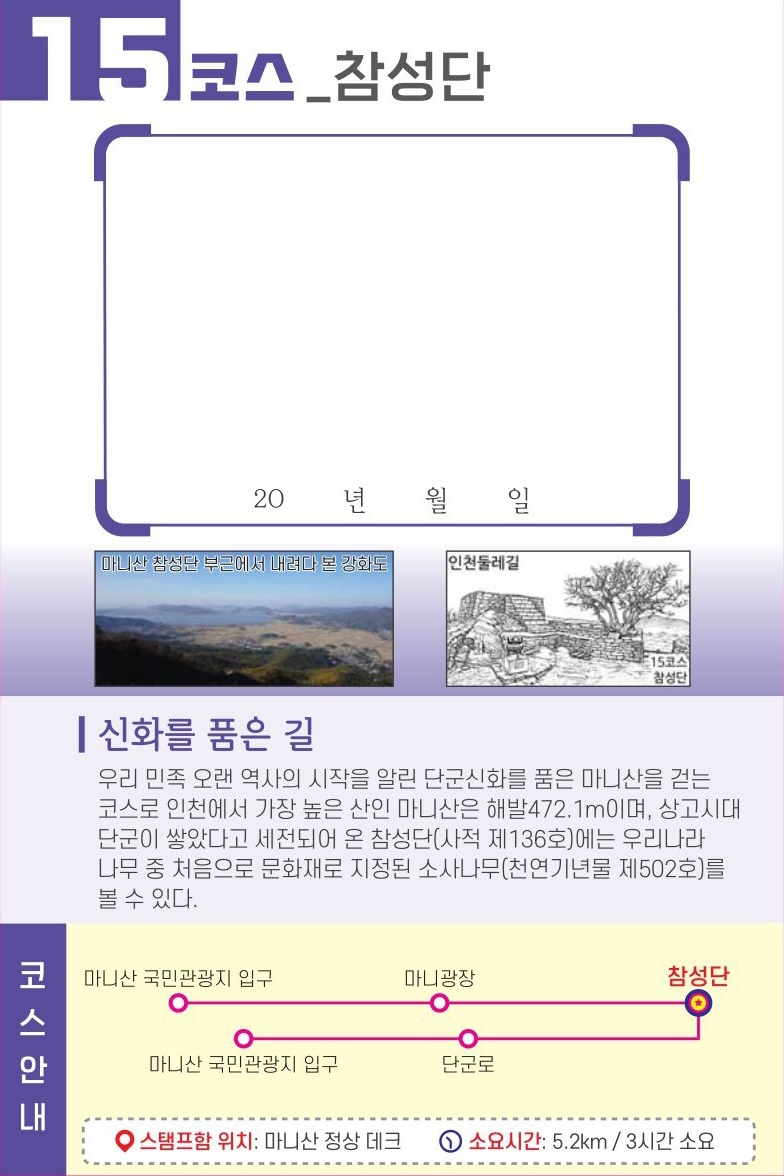 15코스_참성단
20 년 월 일
마니산 참성단 부근에서 내려다 본 강화도
인천둘레길
15코스
참성단
신화를 품은 길
우리 민족 오랜 역사의 시작을 알린 단군신화를 품은 마니산을 걷는
코스로 인천에서 가장 높은 산인 마니산은 해발472.1m이며, 상고시대
단군이 쌓았다고 세전되어 온 참성단(사적 제136호)에는 우리나라
나무 중 처음으로 문화재로 지정된 소사나무(천연기년물 제502호)를
볼 수 있다.
코스안내
마니산 국민관광지 입구 마니광장 참성단
마니산 국민관광지 입구 단군로
스탬프함 위치: 마니산 정상 데크 소요시간: 5.2km / 3시간 소요